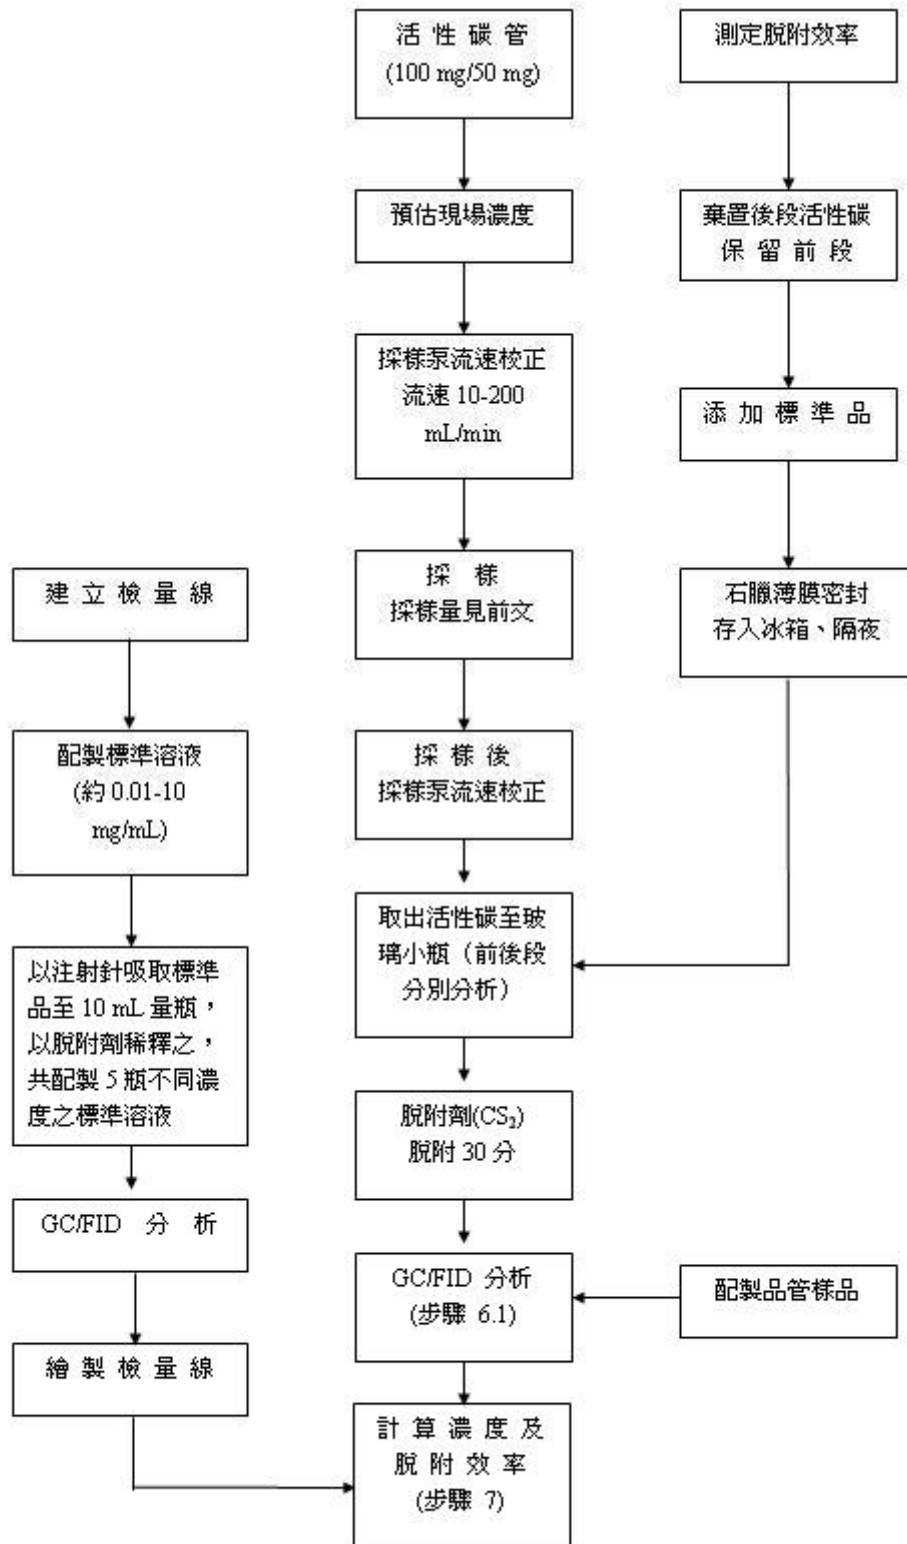 活 性 碳 管
(100 mg/50 mg)
預估現場濃度
採樣泵流速校正
流速 10-200
mL/min
採 樣
採樣量見前文
採 樣 後
採樣泵流速校正
取出活性碳至玻
璃小瓶（前後段
分別分析）
脫附劑(CS₂)
脫附 30 分
GC/FID 分析
(步驟 6.1)
計 算 濃 度 及
脫 附 效 率
(步驟 7)
測定脫附效率
棄置後段活性碳
保 留 前 段
添 加 標 準 品
石臘薄膜密封
存入冰箱、隔夜
配製品管樣品
建 立 檢 量 線
配製標準溶液
(約 0.01-10
mg/mL)
以注射針吸取標準
品至 10 mL 量瓶，
以脫附劑稀釋之，
共配製 5 瓶不同濃
度之標準溶液
GC/FID 分 析
繪 製 檢 量 線